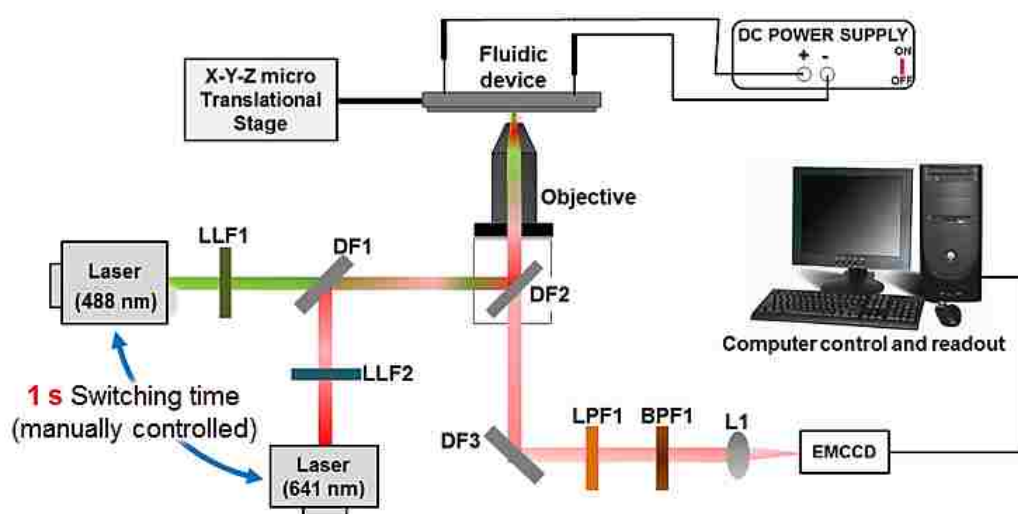 DC POWER SUPPLY
+ -
ON
OFF
Fluidic
device
X-Y-Z micro
Translational
Stage
Objective
LLF1
DF1
Laser
(488 nm)
DF2
Computer control and readout
LLF2
1 s Switching time
(manually controlled)
LPF1
BPF1
L1
DF3
EMCCD
Laser
(641 nm)